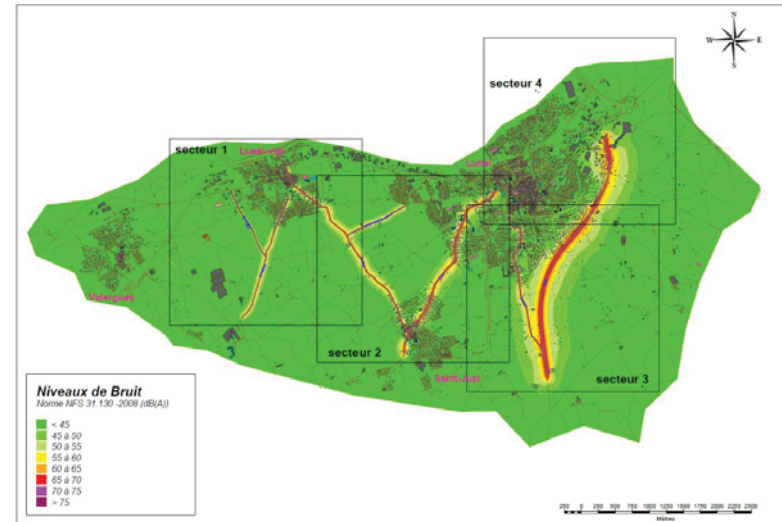 N
W E
S
secteur 4
secteur 1
Lunel
Valergues
secteur 2
Saint-Just
secteur 3
Niveaux de Bruit
Norme NFS 31.130 -2008 (dB(A))
< 45
45 à 50
50 à 55
55 à 60
60 à 65
65 à 70
70 à 75
> 75
250 0 250 500 750 1000 1250 1500 1750 2000 2250 2500
Mètres